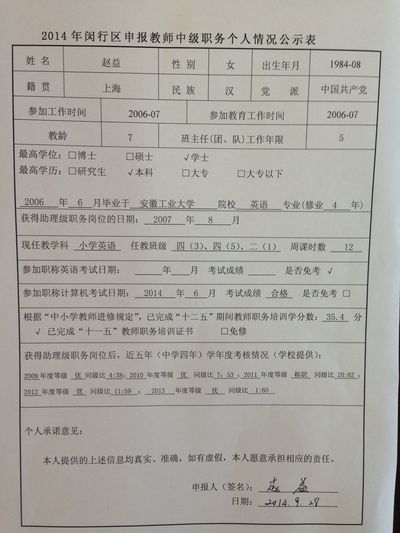 2014年闵行区申报教师中级职务个人情况公示表
姓名 赵益 性别 女 出生年月 1984-08
籍贯 上海 民族 汉 党派 中国共产党
参加工作时间 2006-07 参加教育工作时间 2006-07
教龄 7 班主任(团、队)工作年限 5
最高学位：□博士 □硕士 √学士
最高学历：□研究生 √本科 □大专 □大专以下
2006 年 6 月毕业于 安徽工业大学 院校 英语 专业(修业 4 年)
获得助理级职务岗位的日期： 2007 年 8 月
现任教学科 小学英语 任教班级 四(3)、四(5)、二(1) 周课时数 12
参加职称英语考试日期： 年 月 考试成绩 是否免考 √
参加职称计算机考试日期： 2014 年 6 月 考试成绩 合格 是否免考 □
根据"中小学教师进修规定"，已完成"十二五"期间教师职务培训学分数： 35.4 分
√ 已完成"十一五"教师职务培训证书 □免修
获得助理级职务岗位后，近五年（中学四年）学年度考核情况（学校提供）：
2009 年度等级 优 同级比 4:38；2010 年度等级 优 同级比 7：53 ；2011 年度等级 称职 同级比 20:62 ；
2012 年度等级 优 同级比 11:59 ； 2013 年度等级 优 同级比 1:60
个人承诺意见：
本人提供的上述信息均真实、准确，如有虚假，本人愿意承担相应的责任。
申报人（签名）： 赵益
日期： 2014.9.29